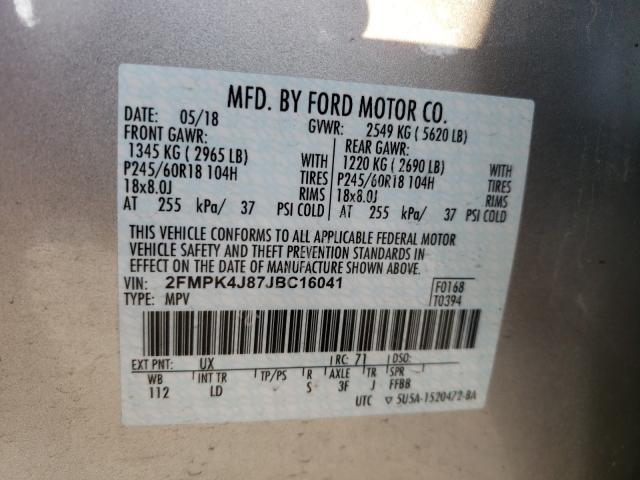 MFD. BY FORD MOTOR CO.
DATE: 05/18 GVWR: 2549 KG ( 5620 LB)
FRONT GAWR: REAR GAWR:
1345 KG ( 2965 LB) WITH 1220 KG ( 2690 LB) WITH
P245/60R18 104H TIRES P245/60R18 104H TIRES
18x8.0J RIMS 18x8.0J RIMS
AT 255 kPa/ 37 PSI COLD AT 255 kPa/ 37 PSI COLD
THIS VEHICLE CONFORMS TO ALL APPLICABLE FEDERAL MOTOR
VEHICLE SAFETY AND THEFT PREVENTION STANDARDS IN
EFFECT ON THE DATE OF MANUFACTURE SHOWN ABOVE.
VIN: 2FMPK4J87JBC16041 F0168
TYPE: MPV T0394
EXT PNT: UX RC: 71 DSO:
WB INT TR TP/PS R AXLE TR SPR
112 LD S 3F J FFBB
UTC ▽ 5U5A-1520472-BA